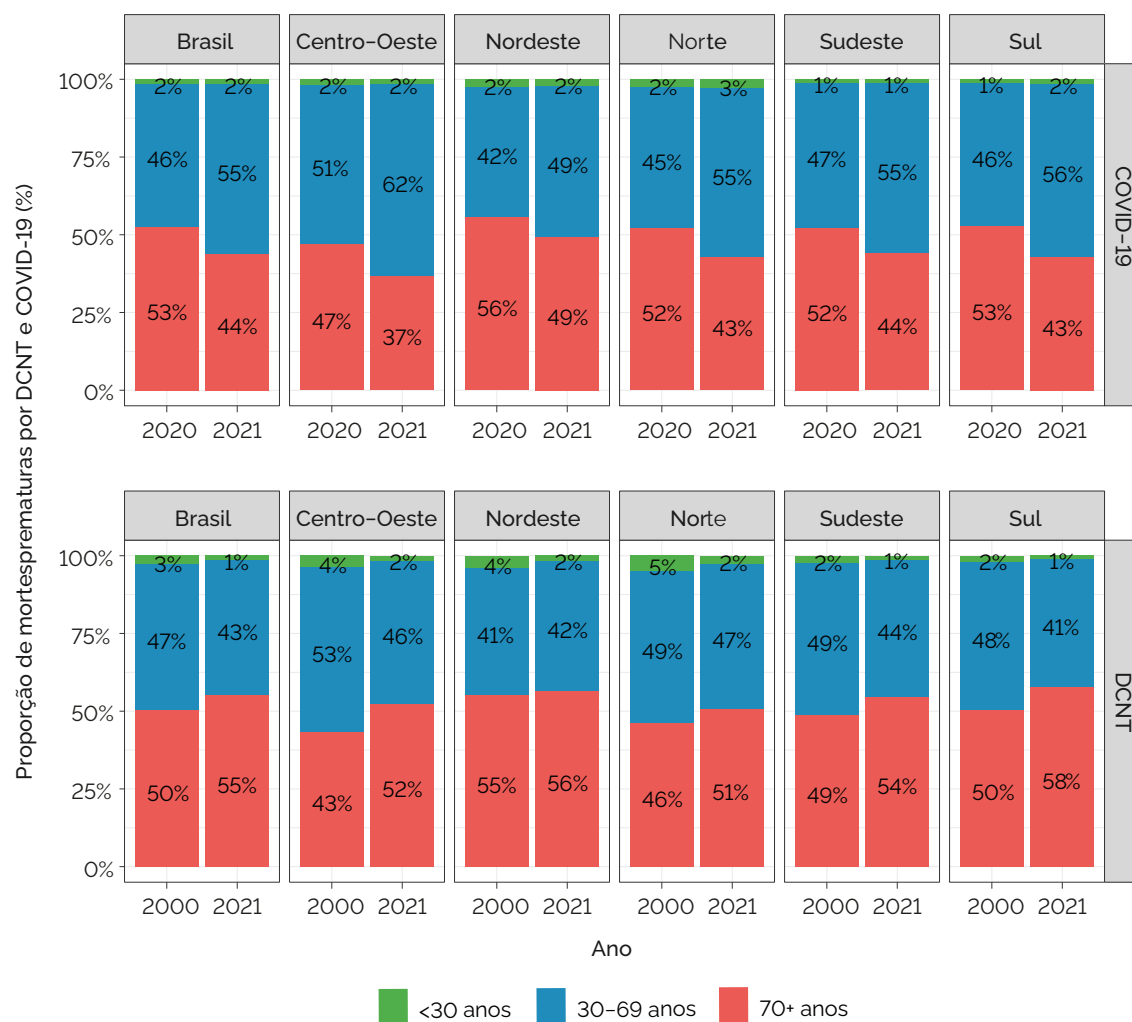 Brasil Centro-Oeste Nordeste Norte Sudeste Sul
100% 2% 2% 2% 2% 2% 2% 2% 3% 1% 1% 1% 2%
75% 46% 55% 51% 62% 42% 49% 45% 55% 47% 55% 46% 56%
50%
25% 53% 44% 47% 37% 56% 49% 52% 43% 52% 44% 53% 43%
0%
2020 2021 2020 2021 2020 2021 2020 2021 2020 2021 2020 2021
COVID-19
Proporção de mortesprematuras por DCNT e COVID-19 (%)
Brasil Centro-Oeste Nordeste Norte Sudeste Sul
100% 3% 1% 4% 2% 4% 2% 5% 2% 2% 1% 2% 1%
75% 47% 43% 53% 46% 41% 42% 49% 47% 49% 44% 48% 41%
50%
25% 50% 55% 43% 52% 55% 56% 46% 51% 49% 54% 50% 58%
0%
2000 2021 2000 2021 2000 2021 2000 2021 2000 2021 2000 2021
DCNT
Ano
<30 anos 30-69 anos 70+ anos